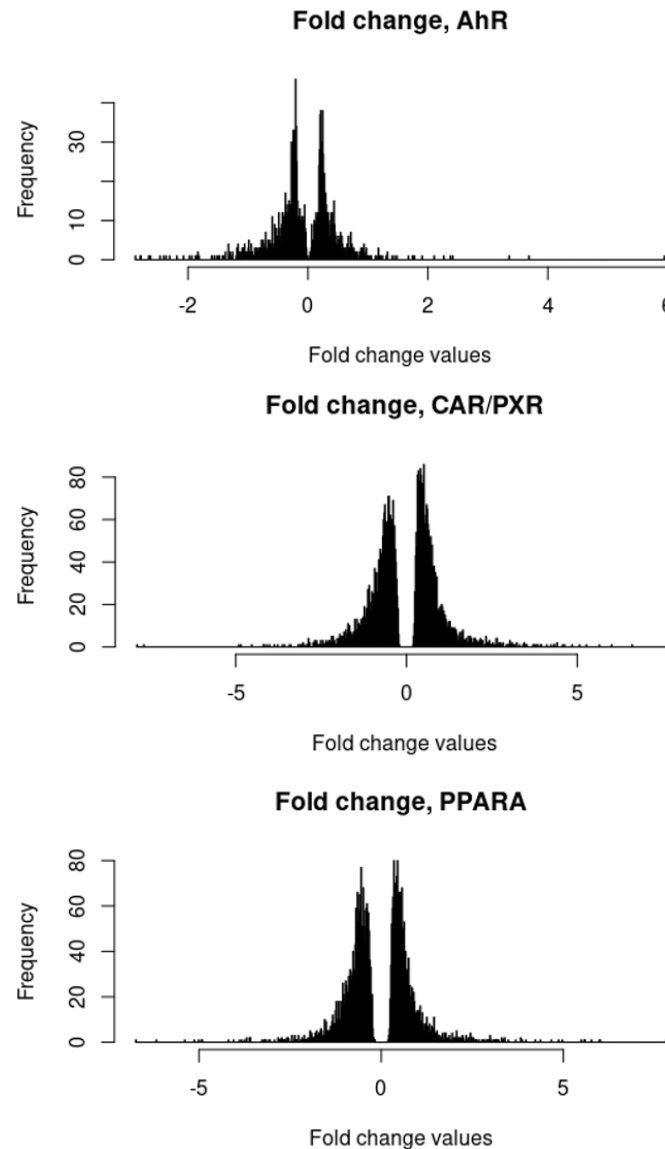 Fold change, AhR
Frequency
30
10
0
-2 0 2 4 6
Fold change values
Fold change, CAR/PXR
Frequency
80
60
40
20
0
-5 0 5
Fold change values
Fold change, PPARA
Frequency
80
60
40
20
0
-5 0 5
Fold change values